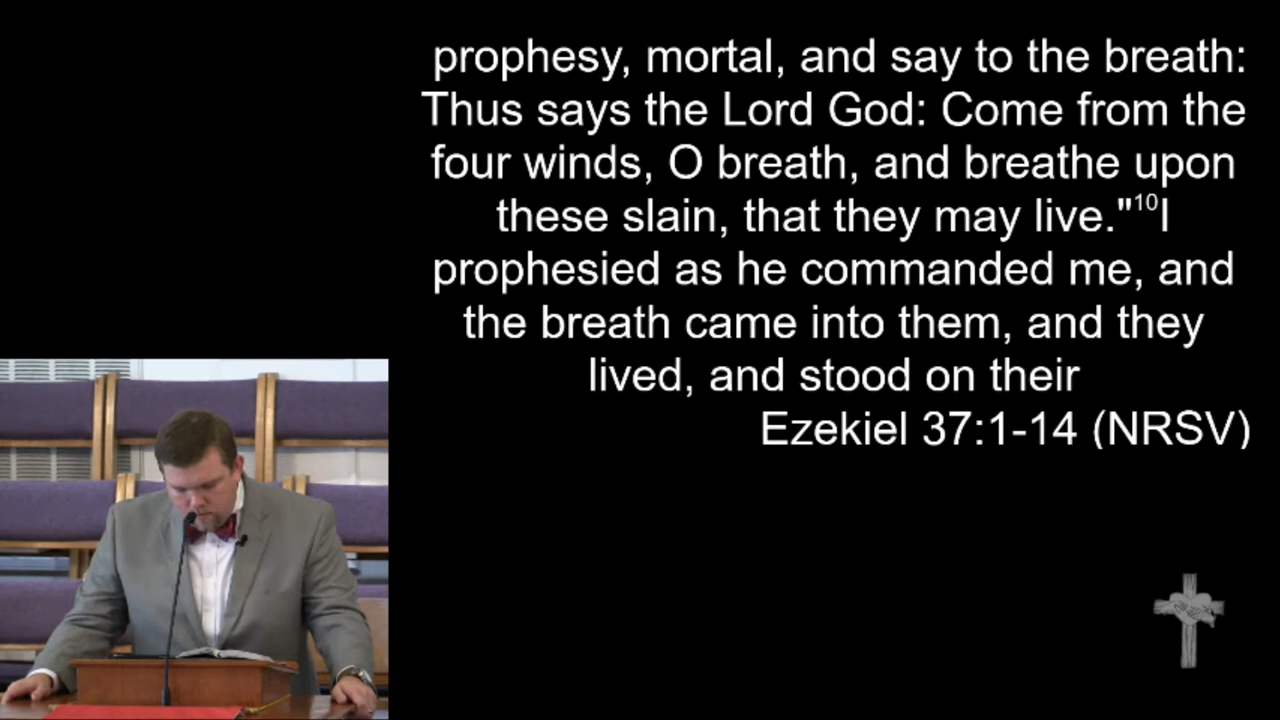 prophesy, mortal, and say to the breath:
Thus says the Lord God: Come from the
four winds, O breath, and breathe upon
these slain, that they may live."10I
prophesied as he commanded me, and
the breath came into them, and they
lived, and stood on their
Ezekiel 37:1-14 (NRSV)